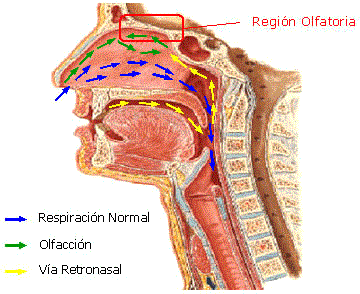 Región Olfatoria
Respiración Normal
Olfacción
Vía Retronasal